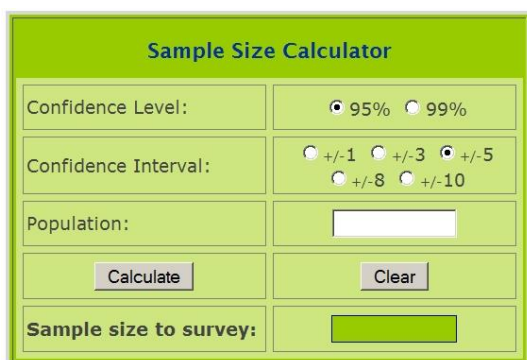 Sample Size Calculator
Confidence Level: 95% 99%
Confidence Interval: +/-1 +/-3 +/-5
+/-8 +/-10
Population:
Calculate Clear
Sample size to survey: